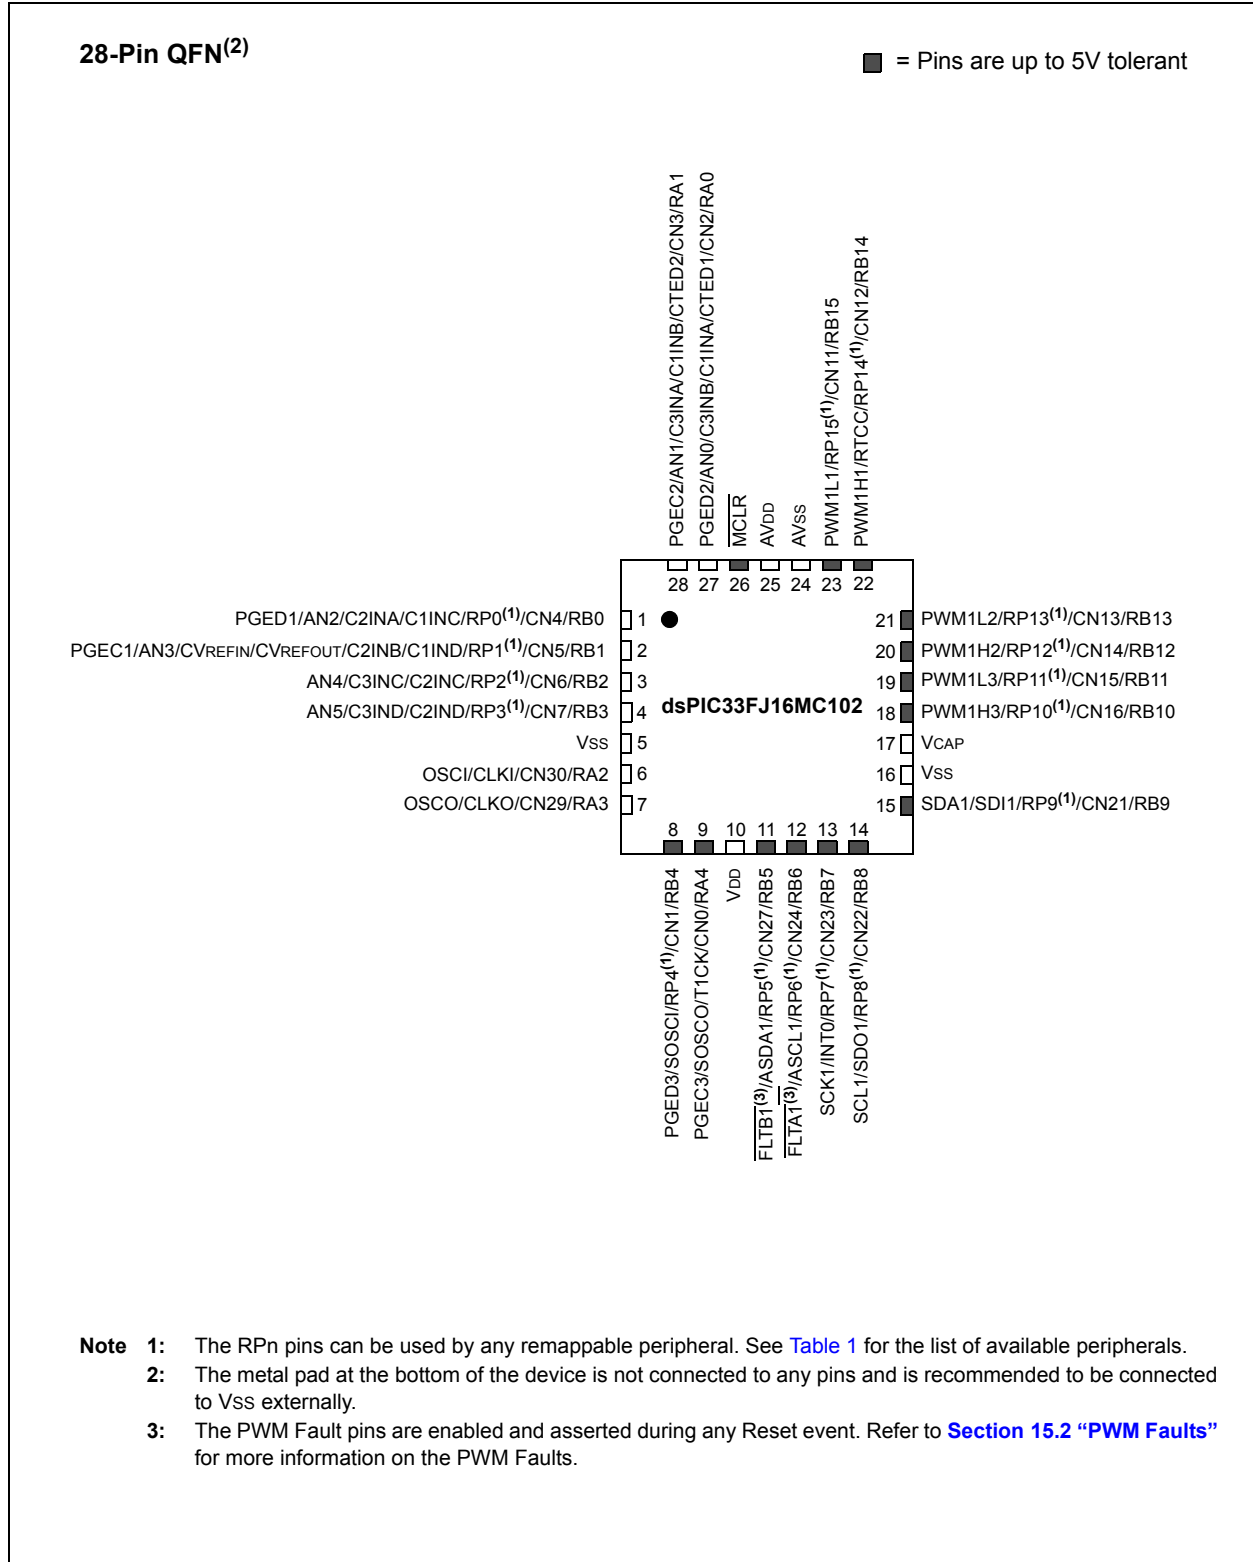 28-Pin QFN(2)
= Pins are up to 5V tolerant
PGEC2/AN1/C3INA/C1INB/CTED2/CN3/RA1
PGED2/AN0/C3INB/C1INA/CTED1/CN2/RA0
MCLR
AVDD
AVSS
PWM1L1/RP15(1)/CN11/RB15
PWM1H1/RTCC/RP14(1)/CN12/RB14
28 27 26 25 24 23 22
PGED1/AN2/C2INA/C1INC/RP0(1)/CN4/RB0 1
21 PWM1L2/RP13(1)/CN13/RB13
PGEC1/AN3/CVREFIN/CVREFOUT/C2INB/C1IND/RP1(1)/CN5/RB1 2
20 PWM1H2/RP12(1)/CN14/RB12
AN4/C3INC/C2INC/RP2(1)/CN6/RB2 3
19 PWM1L3/RP11(1)/CN15/RB11
AN5/C3IND/C2IND/RP3(1)/CN7/RB3 4
dsPIC33FJ16MC102
18 PWM1H3/RP10(1)/CN16/RB10
VSS 5
17 VCAP
OSCI/CLKI/CN30/RA2 6
16 VSS
OSCO/CLKO/CN29/RA3 7
15 SDA1/SDI1/RP9(1)/CN21/RB9
8 9 10 11 12 13 14
PGED3/SOSCI/RP4(1)/CN1/RB4
PGEC3/SOSCO/T1CK/CN0/RA4
VDD
FLTB1(3)/ASDA1/RP5(1)/CN27/RB5
FLTA1(3)/ASCL1/RP6(1)/CN24/RB6
SCK1/INT0/RP7(1)/CN23/RB7
SCL1/SDO1/RP8(1)/CN22/RB8
Note 1: The RPn pins can be used by any remappable peripheral. See Table 1 for the list of available peripherals.
2: The metal pad at the bottom of the device is not connected to any pins and is recommended to be connected
to VSS externally.
3: The PWM Fault pins are enabled and asserted during any Reset event. Refer to Section 15.2 “PWM Faults”
for more information on the PWM Faults.